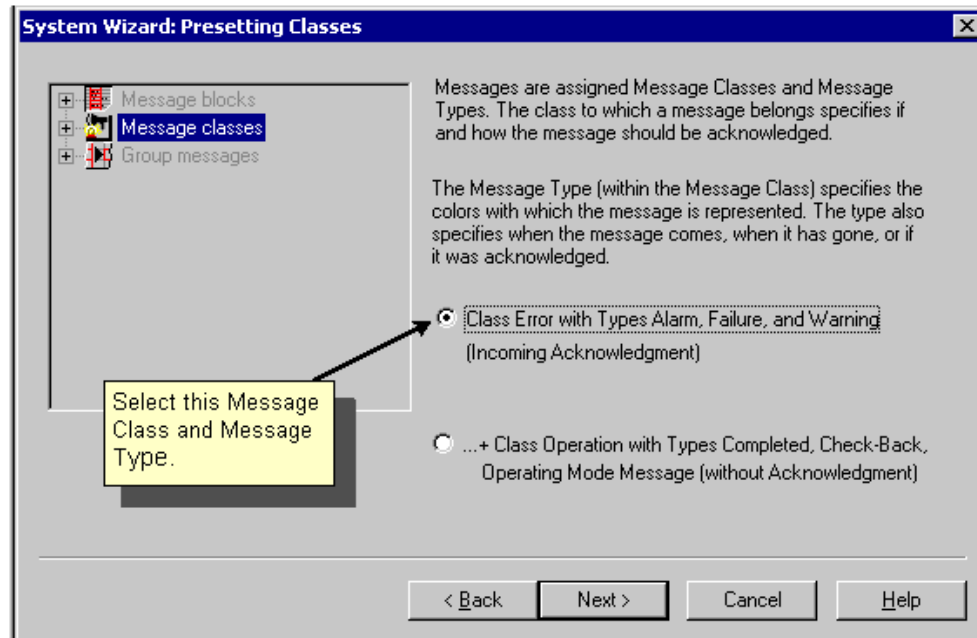 System Wizard: Presetting Classes
Message blocks
Message classes
Group messages
Messages are assigned Message Classes and Message
Types. The class to which a message belongs specifies if
and how the message should be acknowledged.
The Message Type (within the Message Class) specifies the
colors with which the message is represented. The type also
specifies when the message comes, when it has gone, or if
it was acknowledged.
Class Error with Types Alarm, Failure, and Warning
(Incoming Acknowledgment)
Select this Message
Class and Message
Type.
...+ Class Operation with Types Completed, Check-Back,
Operating Mode Message (without Acknowledgment)
< Back
Next >
Cancel
Help